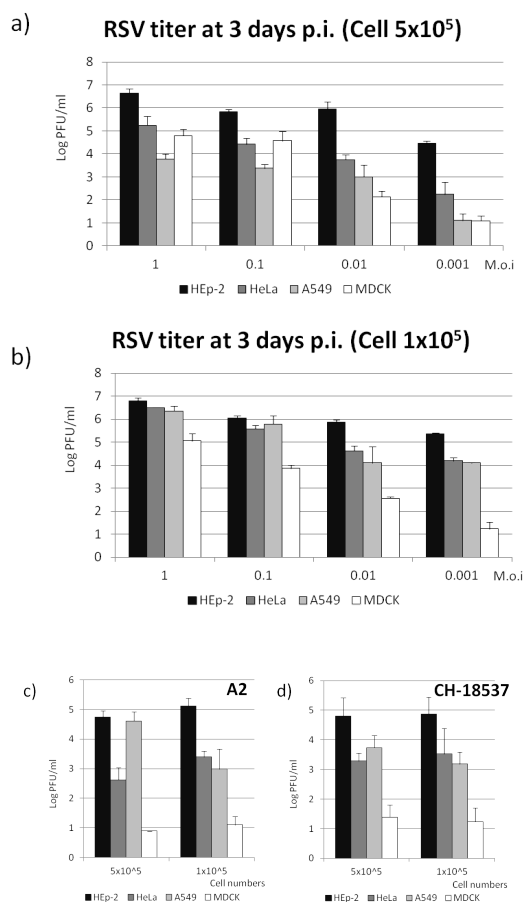 a)
RSV titer at 3 days p.i. (Cell 5x10⁵)
Log PFU/ml
8
7
6
5
4
3
2
1
0
1 0.1 0.01 0.001 M.o.i
HEp-2 HeLa A549 MDCK
b)
RSV titer at 3 days p.i. (Cell 1x10⁵)
Log PFU/ml
8
7
6
5
4
3
2
1
0
1 0.1 0.01 0.001 M.o.i
HEp-2 HeLa A549 MDCK
c)
A2
Log PFU/ml
6
5
4
3
2
1
0
5x10^5 1x10^5
Cell numbers
HEp-2 HeLa A549 MDCK
d)
CH-18537
Log PFU/ml
6
5
4
3
2
1
0
5x10^5 1x10^5
Cell numbers
HEp-2 HeLa A549 MDCK